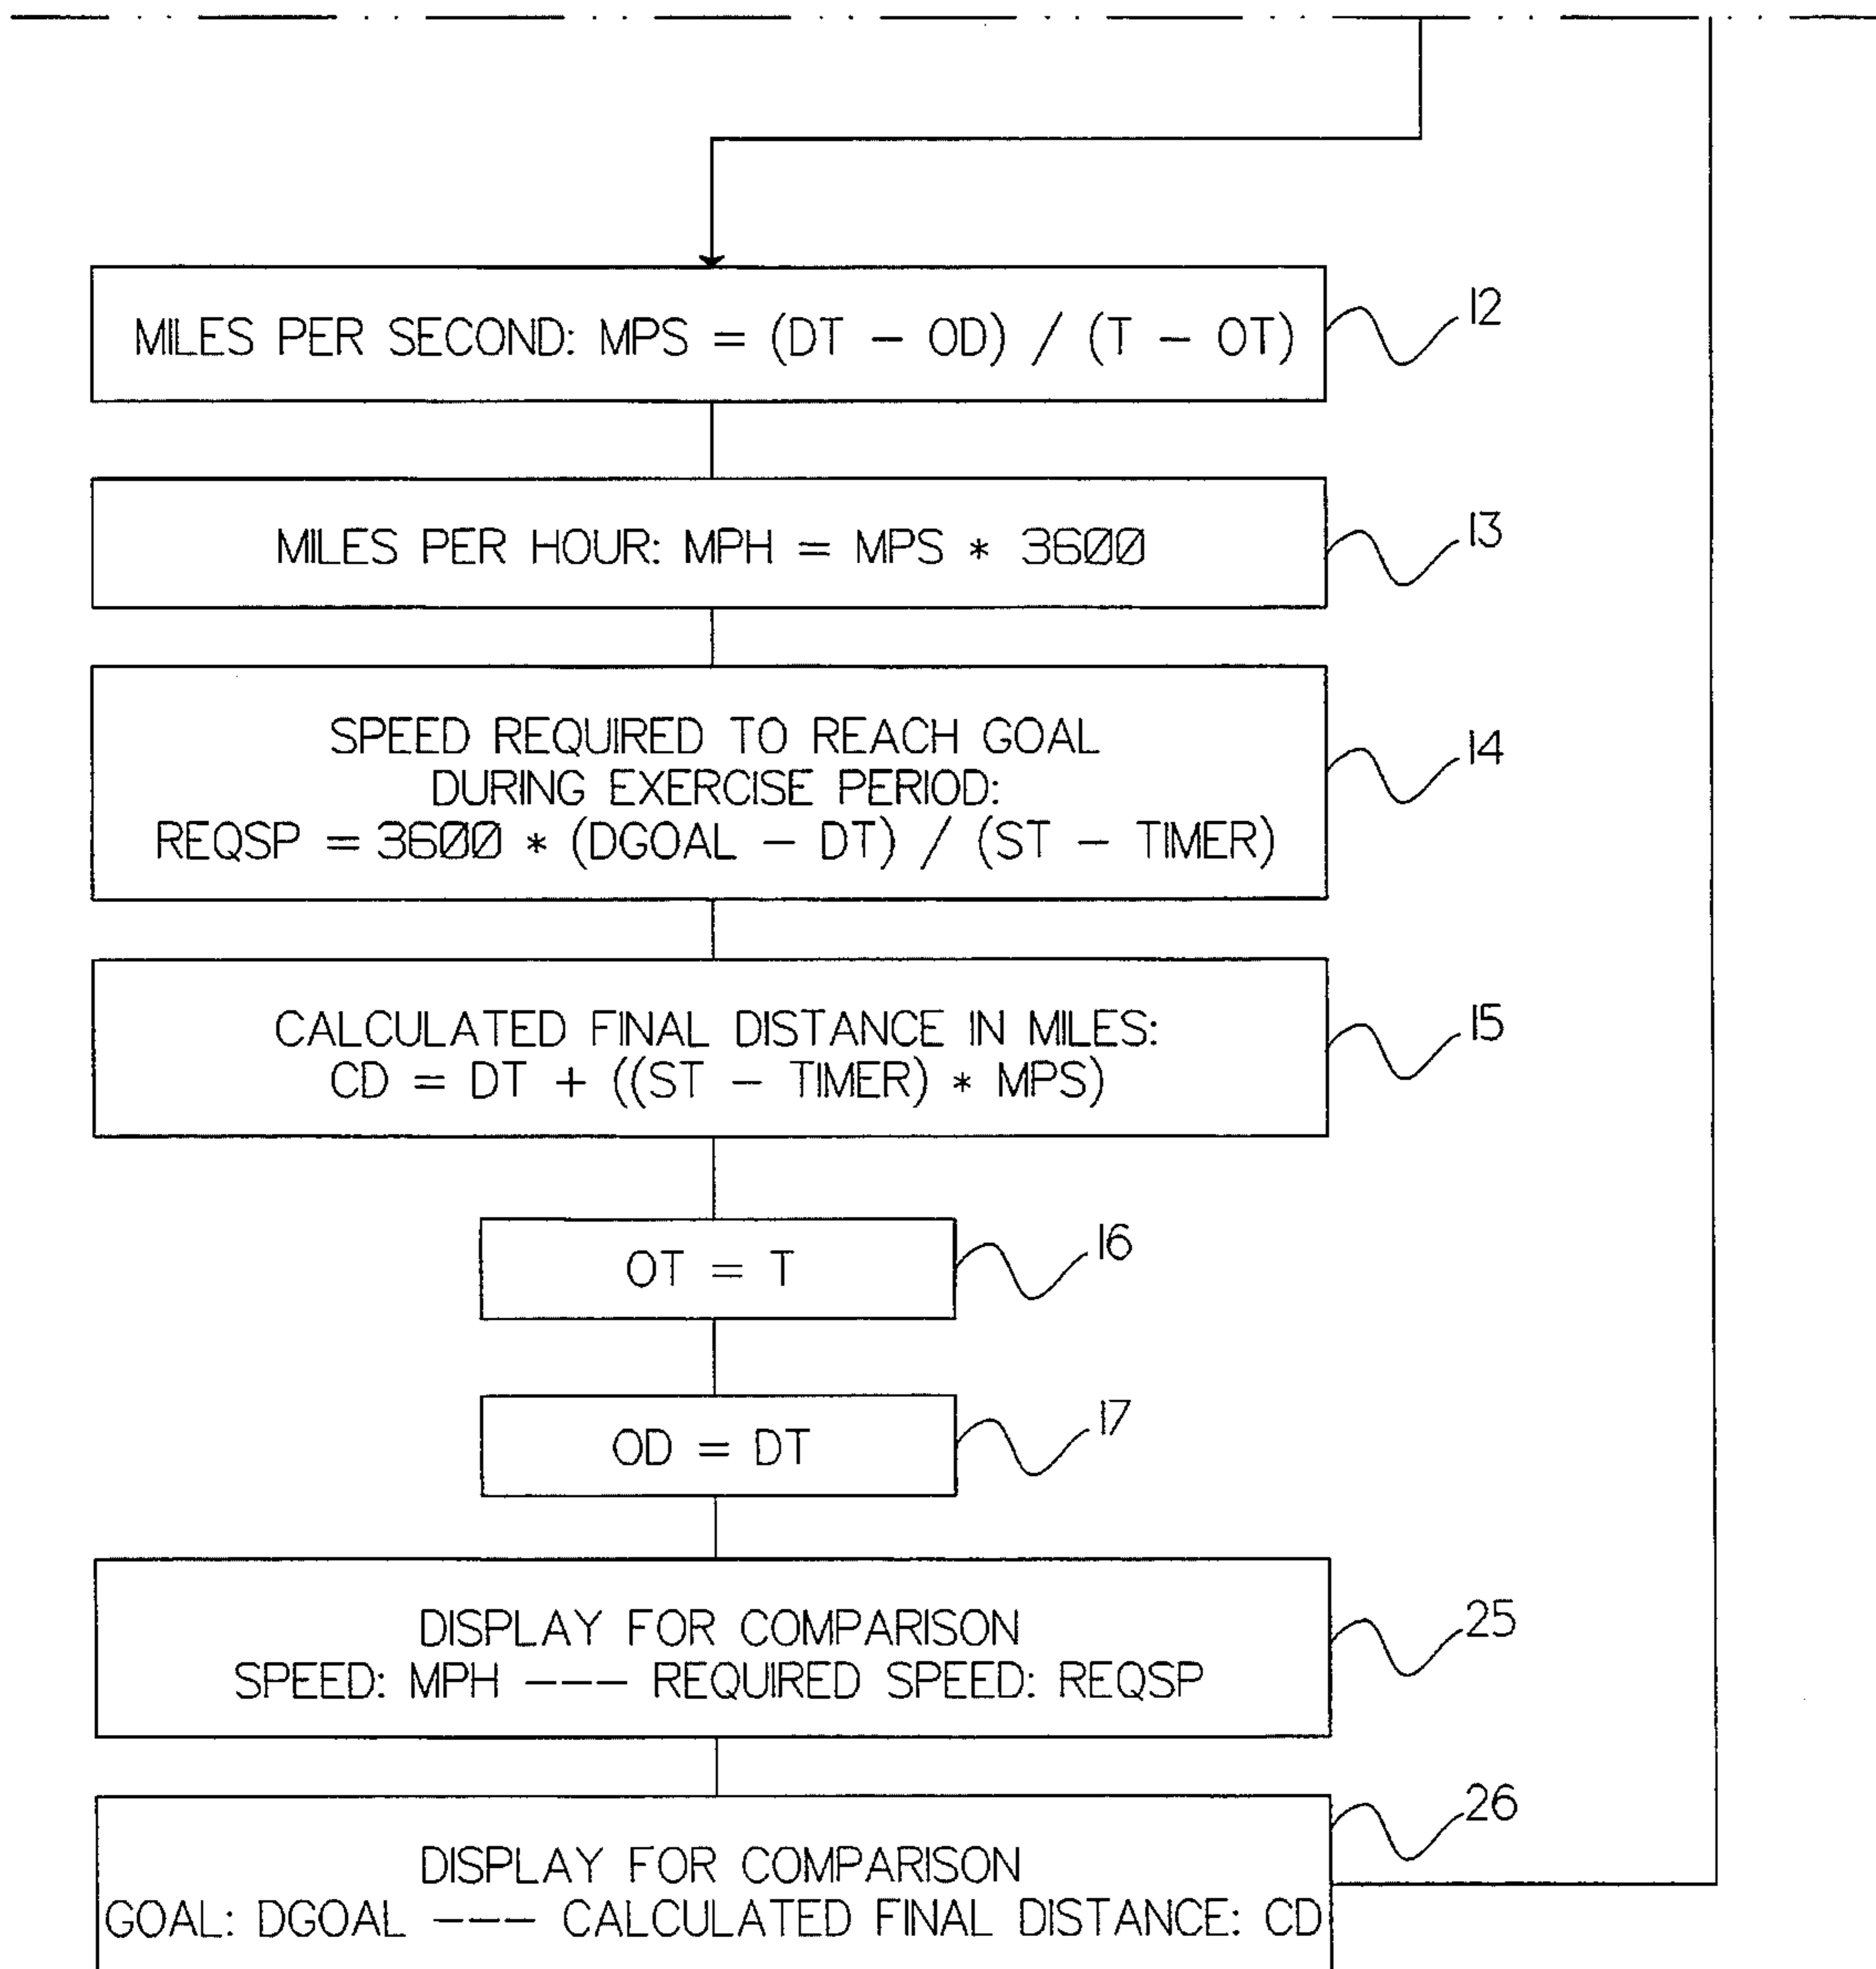 MILES PER SECOND: MPS = (DT - OD) / (T - OT)
12
MILES PER HOUR: MPH = MPS * 3600
13
SPEED REQUIRED TO REACH GOAL
DURING EXERCISE PERIOD:
REQSP = 3600 * (DGOAL - DT) / (ST - TIMER)
14
CALCULATED FINAL DISTANCE IN MILES:
CD = DT + ((ST - TIMER) * MPS)
15
OT = T
16
OD = DT
17
DISPLAY FOR COMPARISON
SPEED: MPH --- REQUIRED SPEED: REQSP
25
DISPLAY FOR COMPARISON
GOAL: DGOAL --- CALCULATED FINAL DISTANCE: CD
26